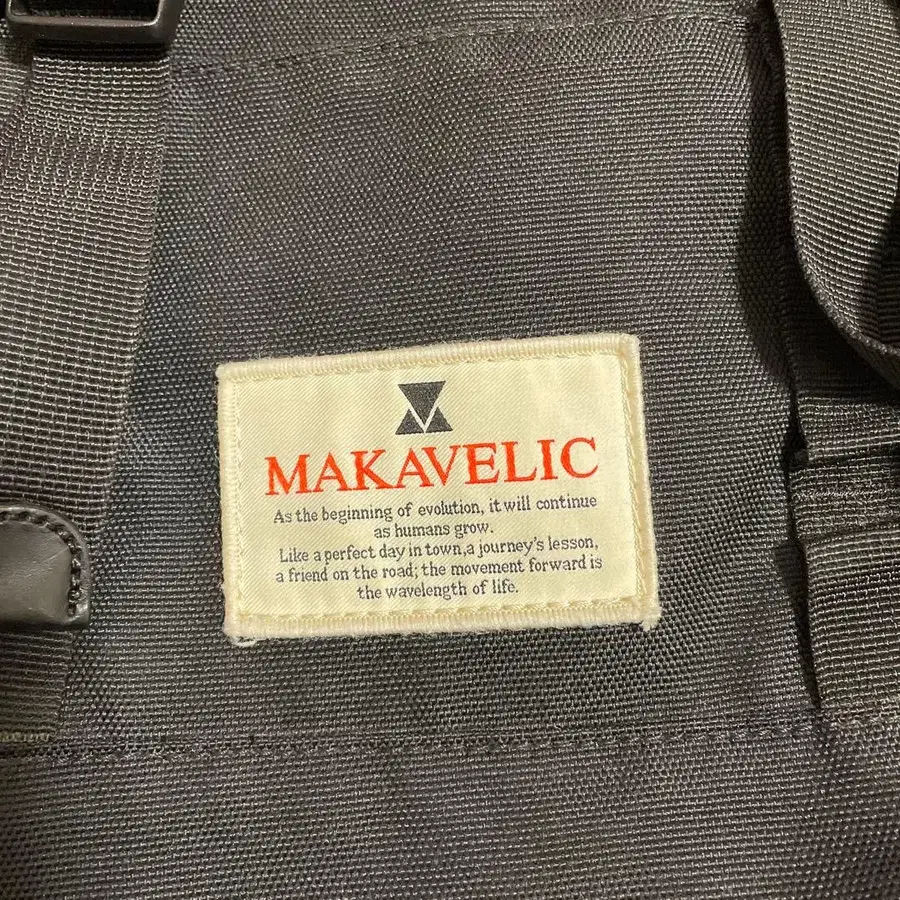 MAKAVELIC
As the beginning of evolution, it will continue
as humans grow.
Like a perfect day in town,a journey's lesson,
a friend on the road; the movement forward is
the wavelength of life.